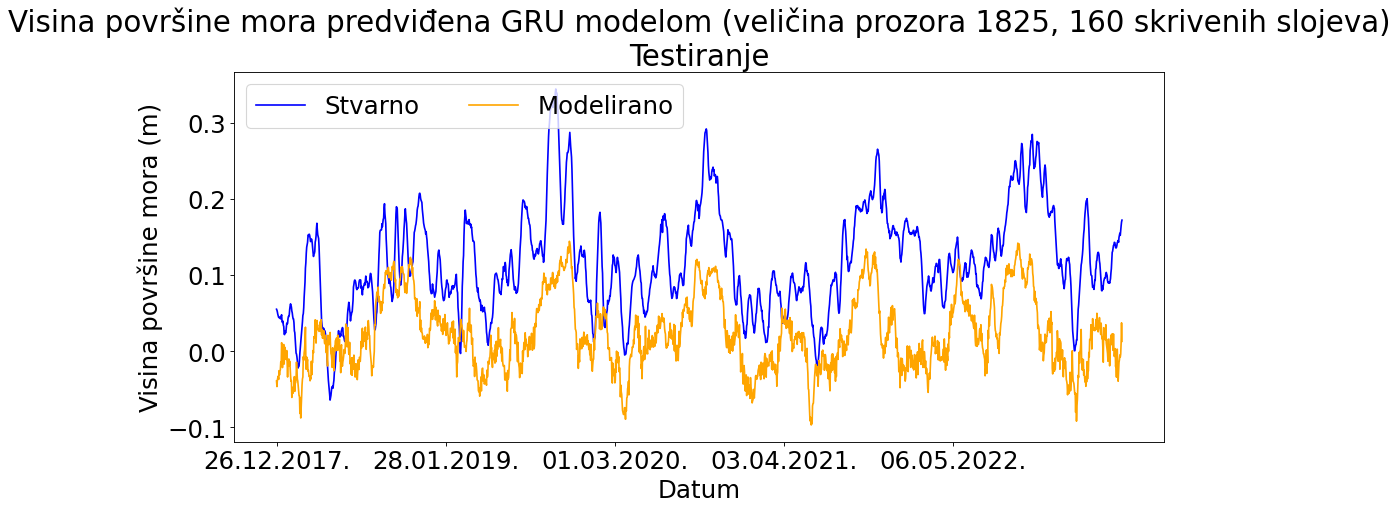 Visina površine mora predviđena GRU modelom (veličina prozora 1825, 160 skrivenih slojeva)
Testiranje
Stvarno
Modelirano
Visina površine mora (m)
0.3
0.2
0.1
0.0
−0.1
26.12.2017.
28.01.2019.
01.03.2020.
03.04.2021.
06.05.2022.
Datum